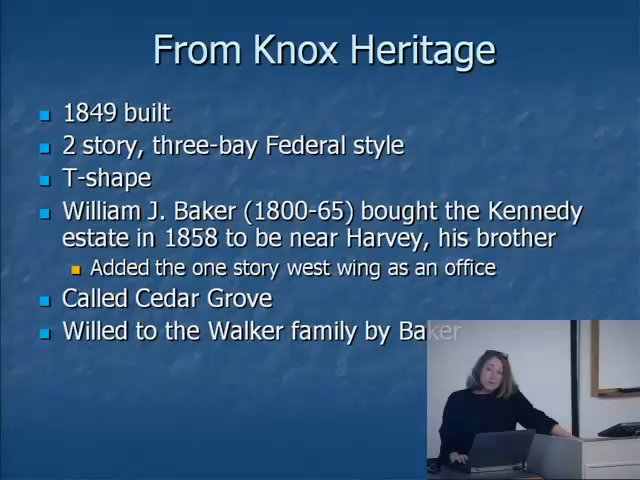 From Knox Heritage
1849 built
2 story, three-bay Federal style
T-shape
William J. Baker (1800-65) bought the Kennedy
estate in 1858 to be near Harvey, his brother
Added the one story west wing as an office
Called Cedar Grove
Willed to the Walker family by Baker